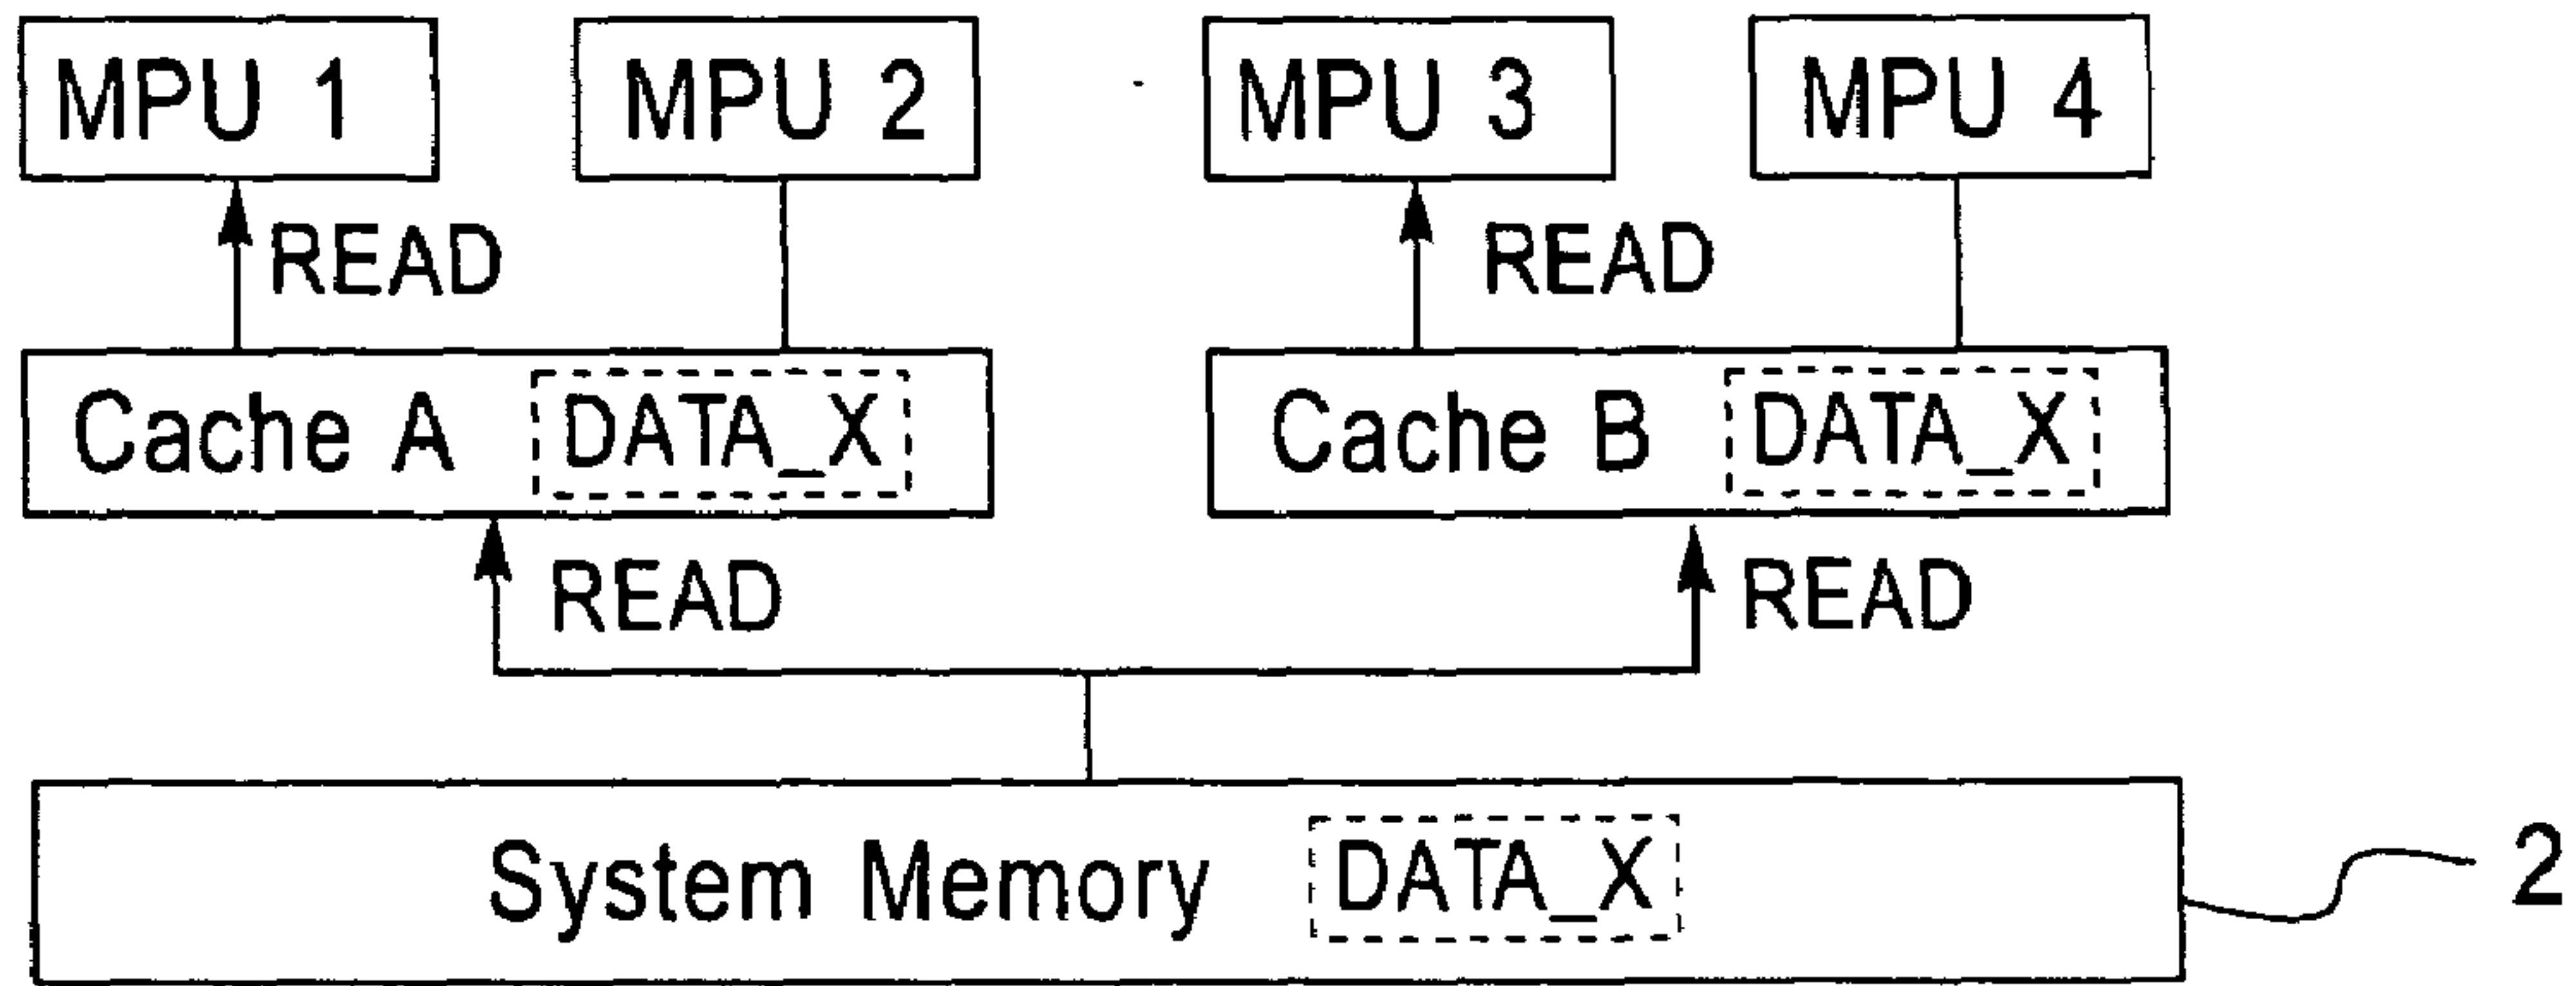 MPU 1 MPU 2 MPU 3 MPU 4
READ READ
Cache A DATA_X Cache B DATA_X
READ READ
System Memory DATA_X 2